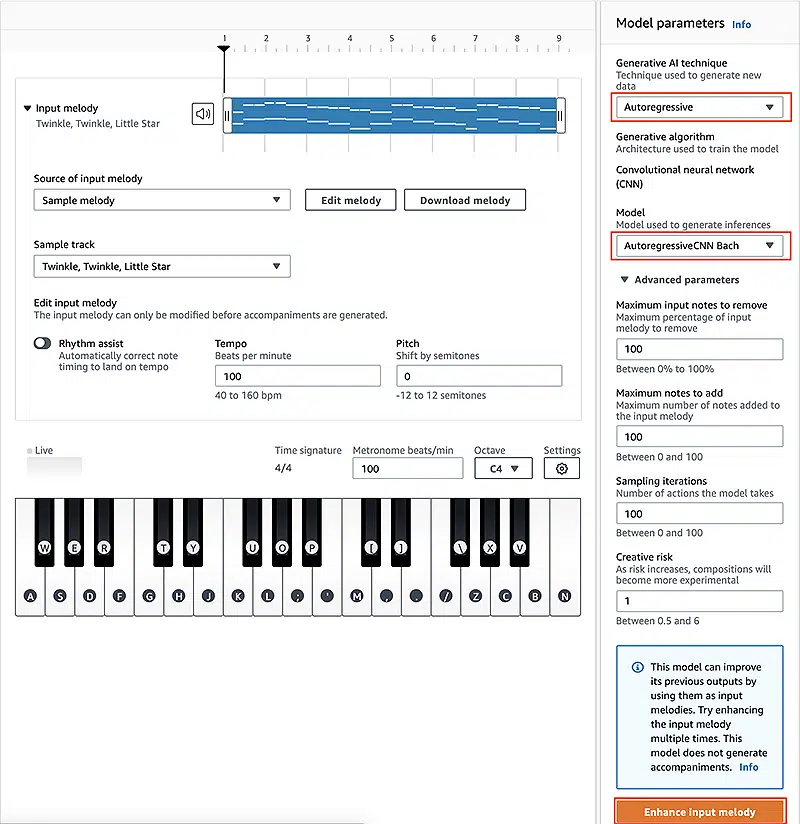 1 2 3 4 5 6 7 8 9
Input melody
Twinkle, Twinkle, Little Star
Source of input melody
Sample melody
Edit melody
Download melody
Sample track
Twinkle, Twinkle, Little Star
Edit input melody
The input melody can only be modified before accompaniments are generated.
Rhythm assist
Automatically correct note
timing to land on tempo
Tempo
Beats per minute
100
40 to 160 bpm
Pitch
Shift by semitones
0
-12 to 12 semitones
Live
Time signature
4/4
Metronome beats/min
100
Octave
C4
Settings
W E R T Y U O P [ ] \ X V
A S D F G H J K L ; ' M , . / Z C B N
Model parameters Info
Generative AI technique
Technique used to generate new
data
Autoregressive
Generative algorithm
Architecture used to train the model
Convolutional neural network
(CNN)
Model
Model used to generate inferences
AutoregressiveCNN Bach
Advanced parameters
Maximum input notes to remove
Maximum percentage of input
melody to remove
100
Between 0% to 100%
Maximum notes to add
Maximum number of notes added to
the input melody
100
Between 0 and 100
Sampling iterations
Number of actions the model takes
100
Between 0 and 100
Creative risk
As risk increases, compositions will
become more experimental
1
Between 0.5 and 6
This model can improve
its previous outputs by
using them as input
melodies. Try enhancing
the input melody
multiple times. This
model does not generate
accompaniments. Info
Enhance input melody